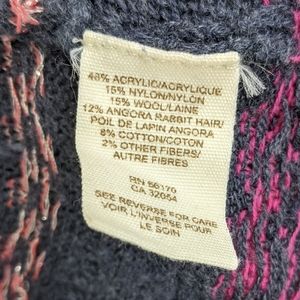 48% ACRYLIC/ACRYLIQUE
15% NYLON/NYLON
15% WOOL/LAINE
12% ANGORA RABBIT HAIR/
POIL DE LAPIN ANGORA
8% COTTON/COTON
2% OTHER FIBERS/
AUTRE FIBRES
RN 66170
CA 32054
SEE REVERSE FOR CARE
VOIR L'INVERSE POUR
LE SOIN